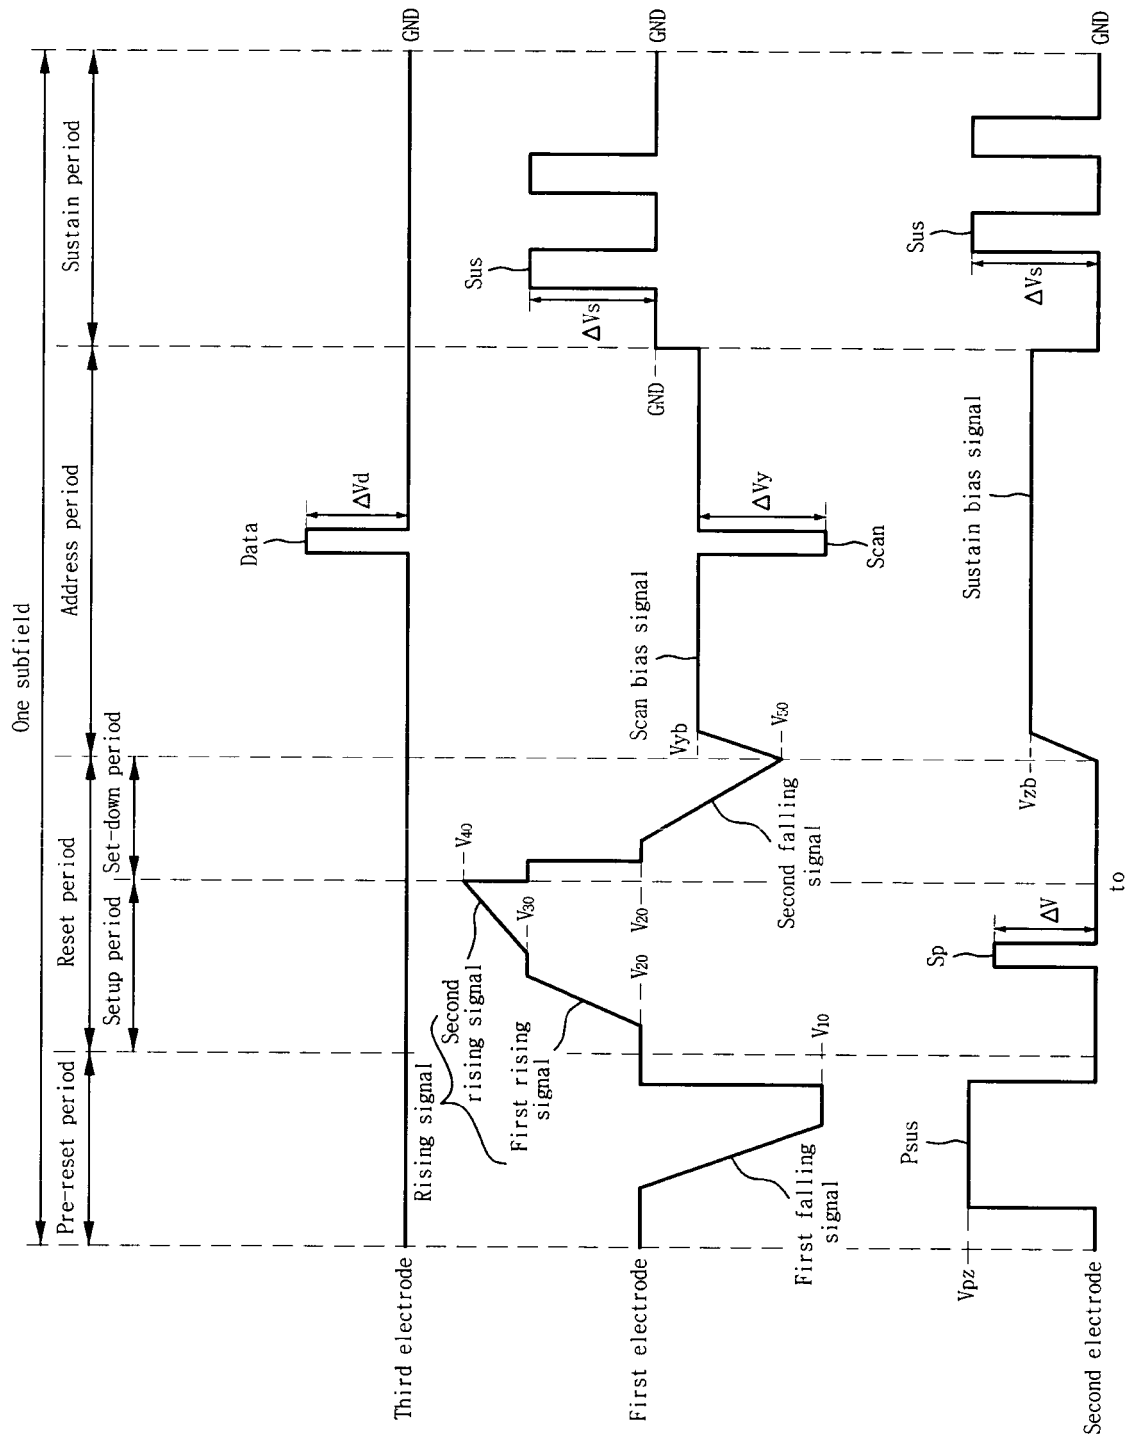 One subfield
Pre-reset period
Reset period
Address period
Sustain period
Setup period
Set-down period
Third electrode
Data
ΔVd
GND
Rising signal
Second
rising signal
First rising
signal
V40
V30
V20
V20
V10
First electrode
First falling
signal
Second falling
signal
V50
Vyb
Scan bias signal
ΔVy
Scan
GND
Sus
ΔVs
GND
Vpz
Psus
Sp
ΔV
Vzb
Sustain bias signal
Sus
ΔVs
Second electrode
GND
to